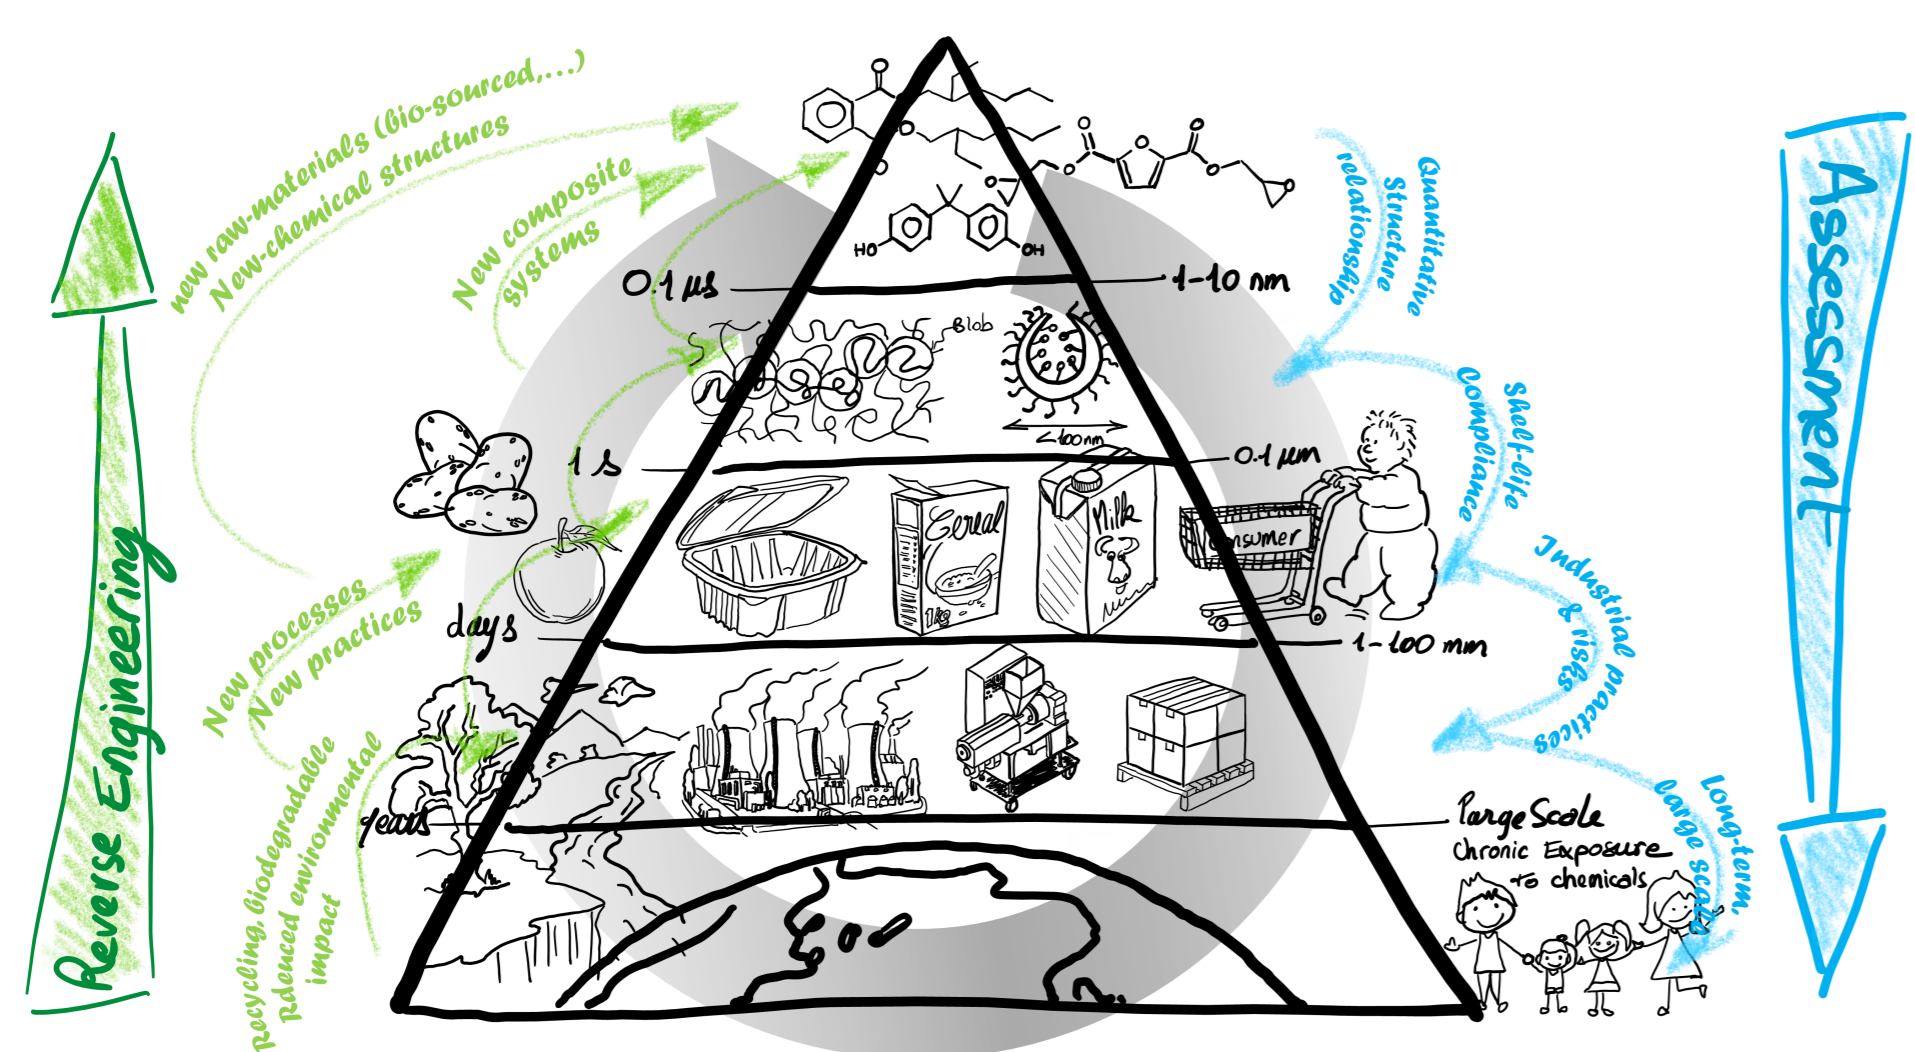 new raw-materials (bio-sourced,...)
New-chemical structures
New composite
systems
New processes
New practices
Recycling, biodegradable
Rdenced environmental
impact
Reverse Engineering
HO
OH
0.1 µs
1-10 nm
Blob
<100nm
1 s
0.1 µm
Cereal
1kg
Milk
Consumer
days
1-100 mm
years
Large Scale
Chronic Exposure
to chemicals
Quantitative
Structure
relationship
Shelf-life
Compliance
Industrial practices
& risks
Long-term,
large scale
Assessment